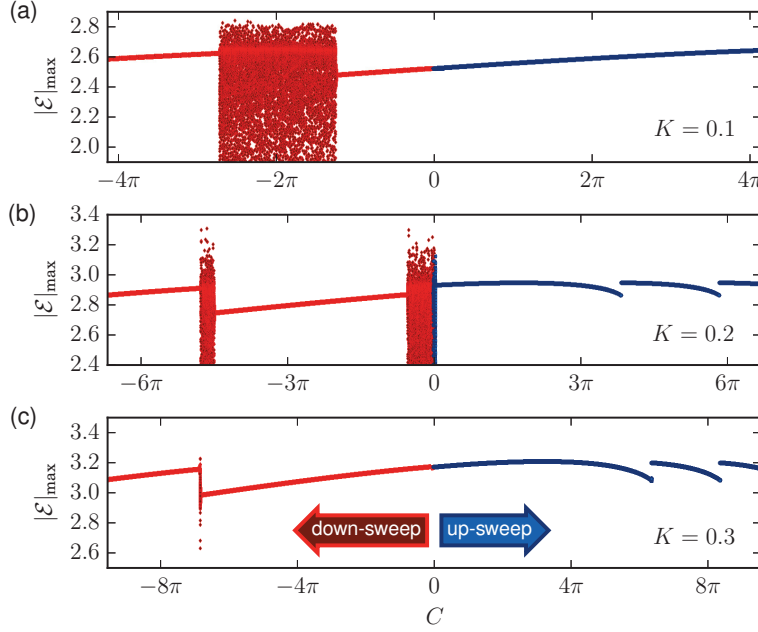 (a)
2.8
2.6
2.4
2.2
2.0
|ℰ|max
K = 0.1
−4π −2π 0 2π 4π
(b)
3.4
3.2
3.0
2.8
2.6
2.4
|ℰ|max
K = 0.2
−6π −3π 0 3π 6π
(c)
3.4
3.2
3.0
2.8
2.6
|ℰ|max
down-sweep up-sweep
K = 0.3
−8π −4π 0 4π 8π
C